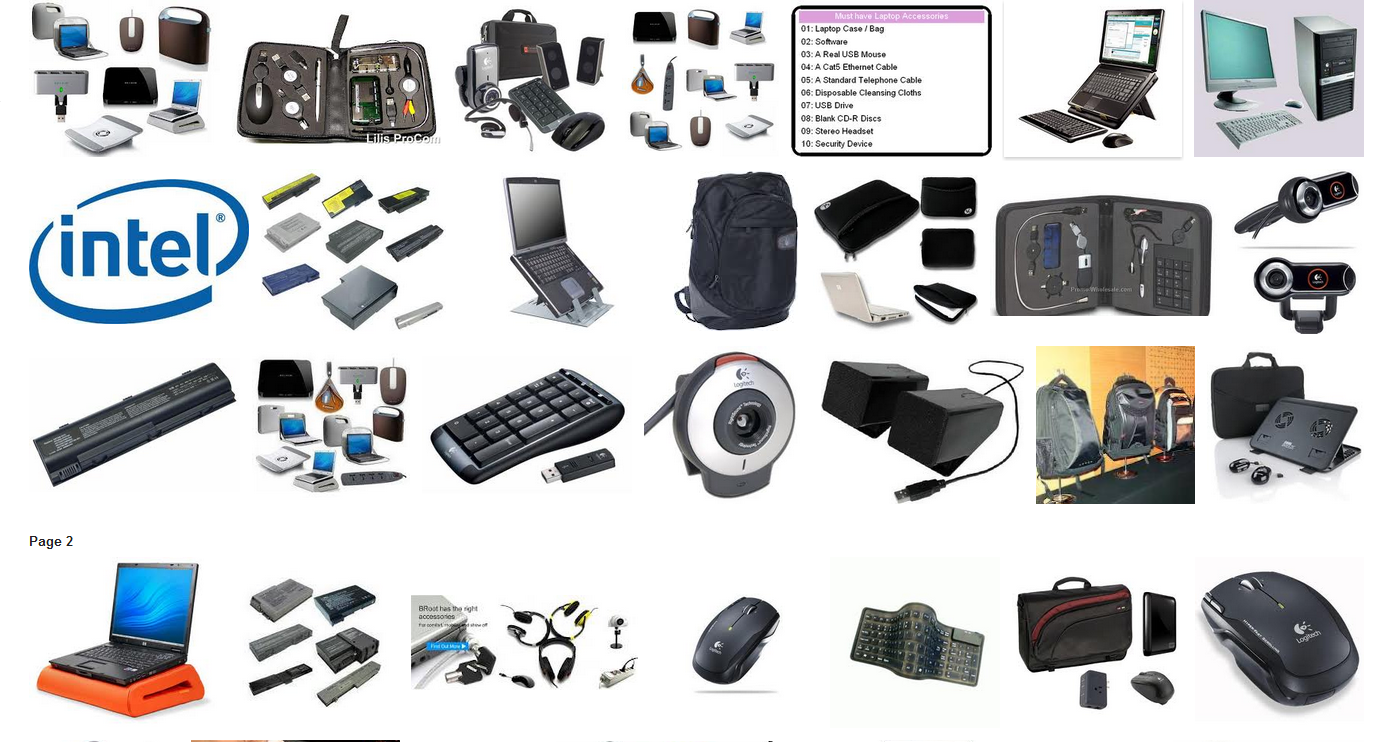 Lilis ProCom
Must have Laptop Accessories
01: Laptop Case / Bag
02: Software
03: A Real USB Mouse
04: A Cat5 Ethernet Cable
05: A Standard Telephone Cable
06: Disposable Cleansing Cloths
07: USB Drive
08: Blank CD-R Discs
09: Stereo Headset
10: Security Device
intel®
Logitech
Page 2
BRoot has the right
accessories
Find Out More
Logitech
Logitech